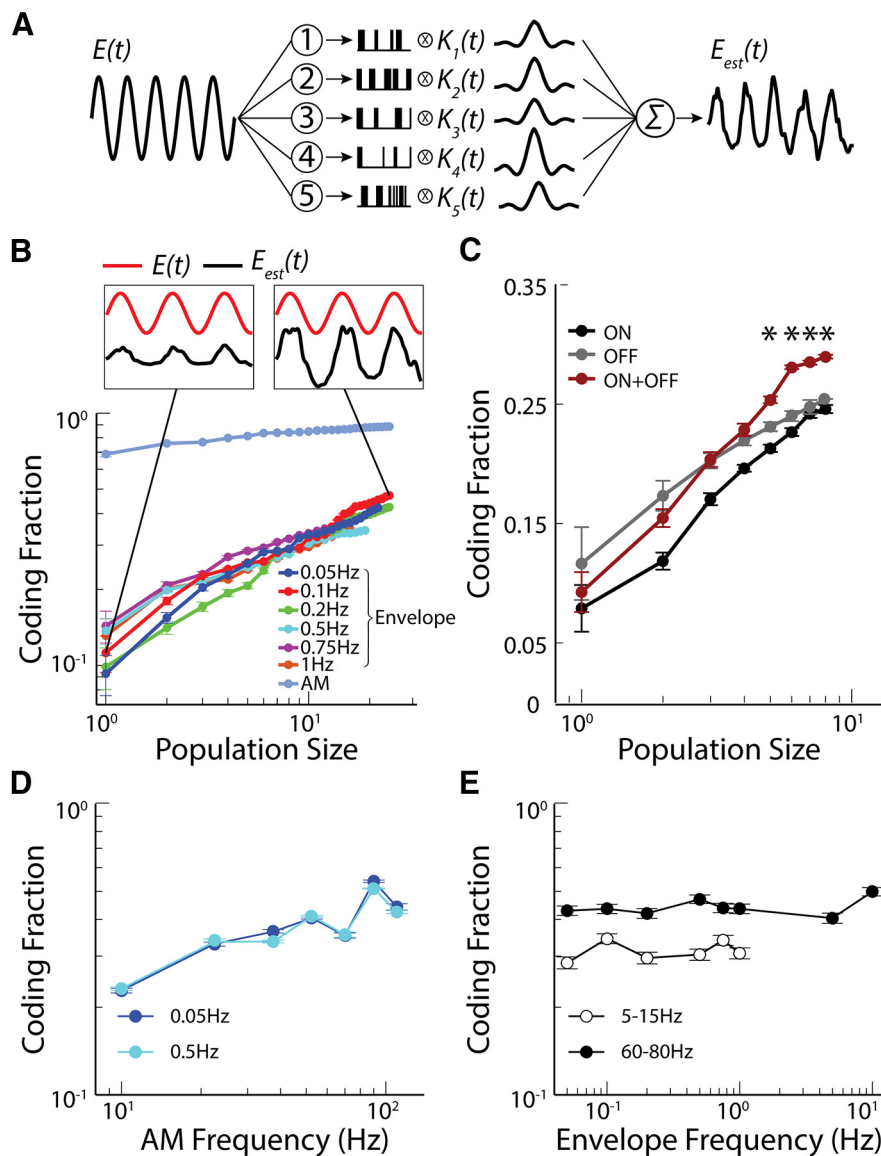 A
E(t)
1 ⊗ K1(t)
2 ⊗ K2(t)
3 ⊗ K3(t)
4 ⊗ K4(t)
5 ⊗ K5(t)
Σ
Eest(t)
B
E(t) Eest(t)
Coding Fraction
10^0
10^-1
0.05Hz
0.1Hz
0.2Hz
0.5Hz
0.75Hz
1Hz
AM
Envelope
10^0 10^1
Population Size
C
Coding Fraction
0.35
0.25
0.15
0.05
0
ON
OFF
ON+OFF
* * * *
10^0 10^1
Population Size
D
Coding Fraction
10^0
10^-1
0.05Hz
0.5Hz
10^1 10^2
AM Frequency (Hz)
E
Coding Fraction
10^0
10^-1
5-15Hz
60-80Hz
10^-1 10^0 10^1
Envelope Frequency (Hz)